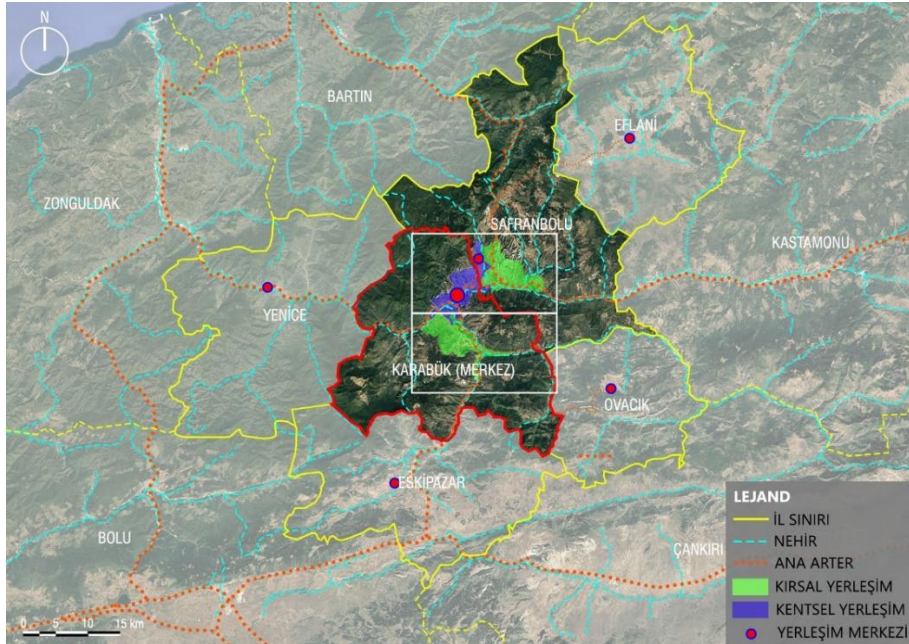 N
BARTIN
EFLANİ
ZONGULDAK
SAFRANBOLU
KASTAMONU
YENİCE
KARABÜK (MERKEZ)
OVACIK
ESKİPAZAR
BOLU
ÇANKIRI
LEJAND
İL SINIRI
NEHİR
ANA ARTER
KIRSAL YERLEŞİM
KENTSEL YERLEŞİM
YERLEŞİM MERKEZİ
0 5 10 15 km